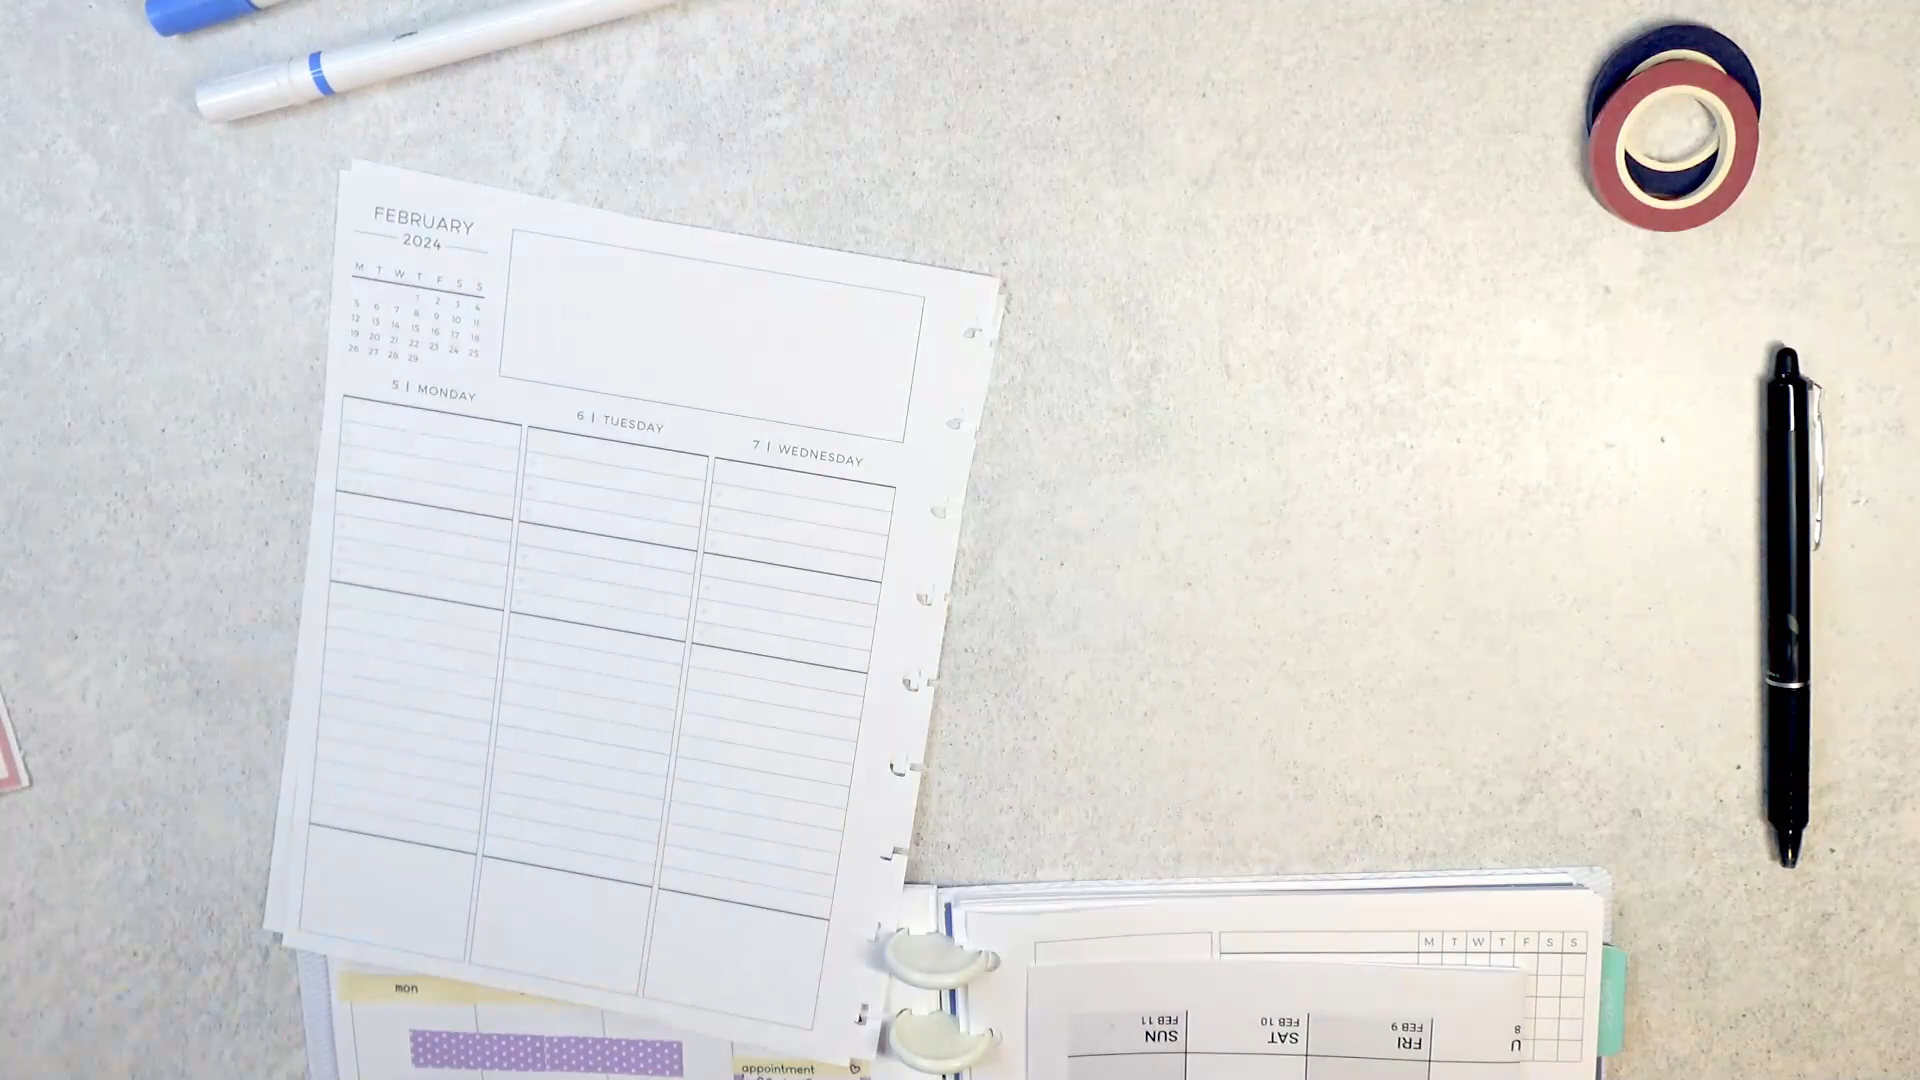 FEBRUARY
2024
M T W T F S S
1 2 3 4
5 6 7 8 9 10 11
12 13 14 15 16 17 18
19 20 21 22 23 24 25
26 27 28 29
5 | MONDAY
6 | TUESDAY
7 | WEDNESDAY
M T W T F S S
mon
appointment
SUN
FEB 11
SAT
FEB 10
FRI
FEB 9
U
8